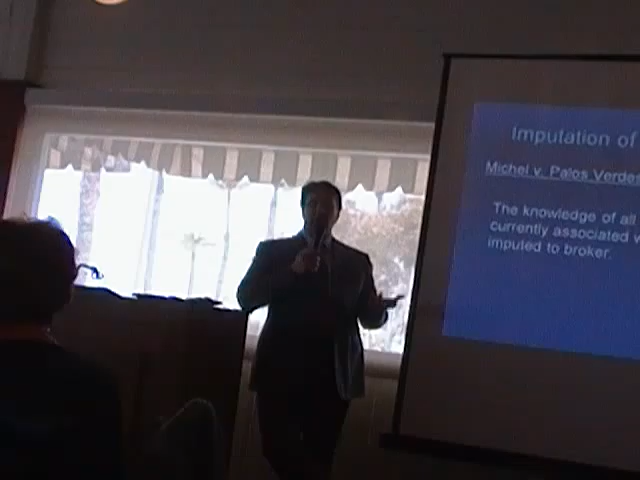 Imputation of
Michel v. Palos Verdes
The knowledge of all
currently associated
imputed to broker.